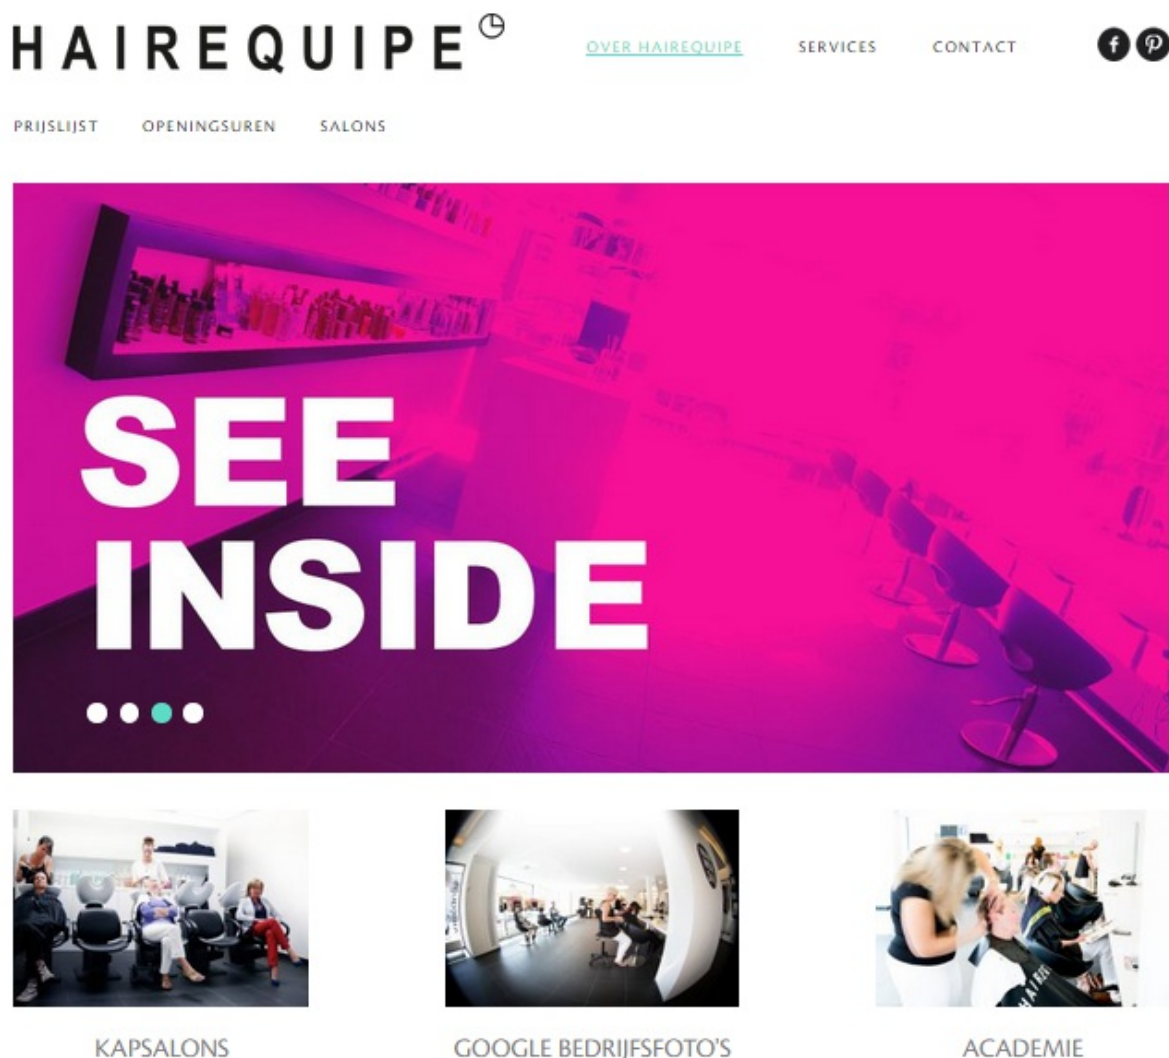 HAIREQUIPE
OVER HAIREQUIPE SERVICES CONTACT
PRIJSLIJST OPENINGSUREN SALONS
SEE
INSIDE
KAPSALONS GOOGLE BEDRIJFSFOTO'S ACADEMIE